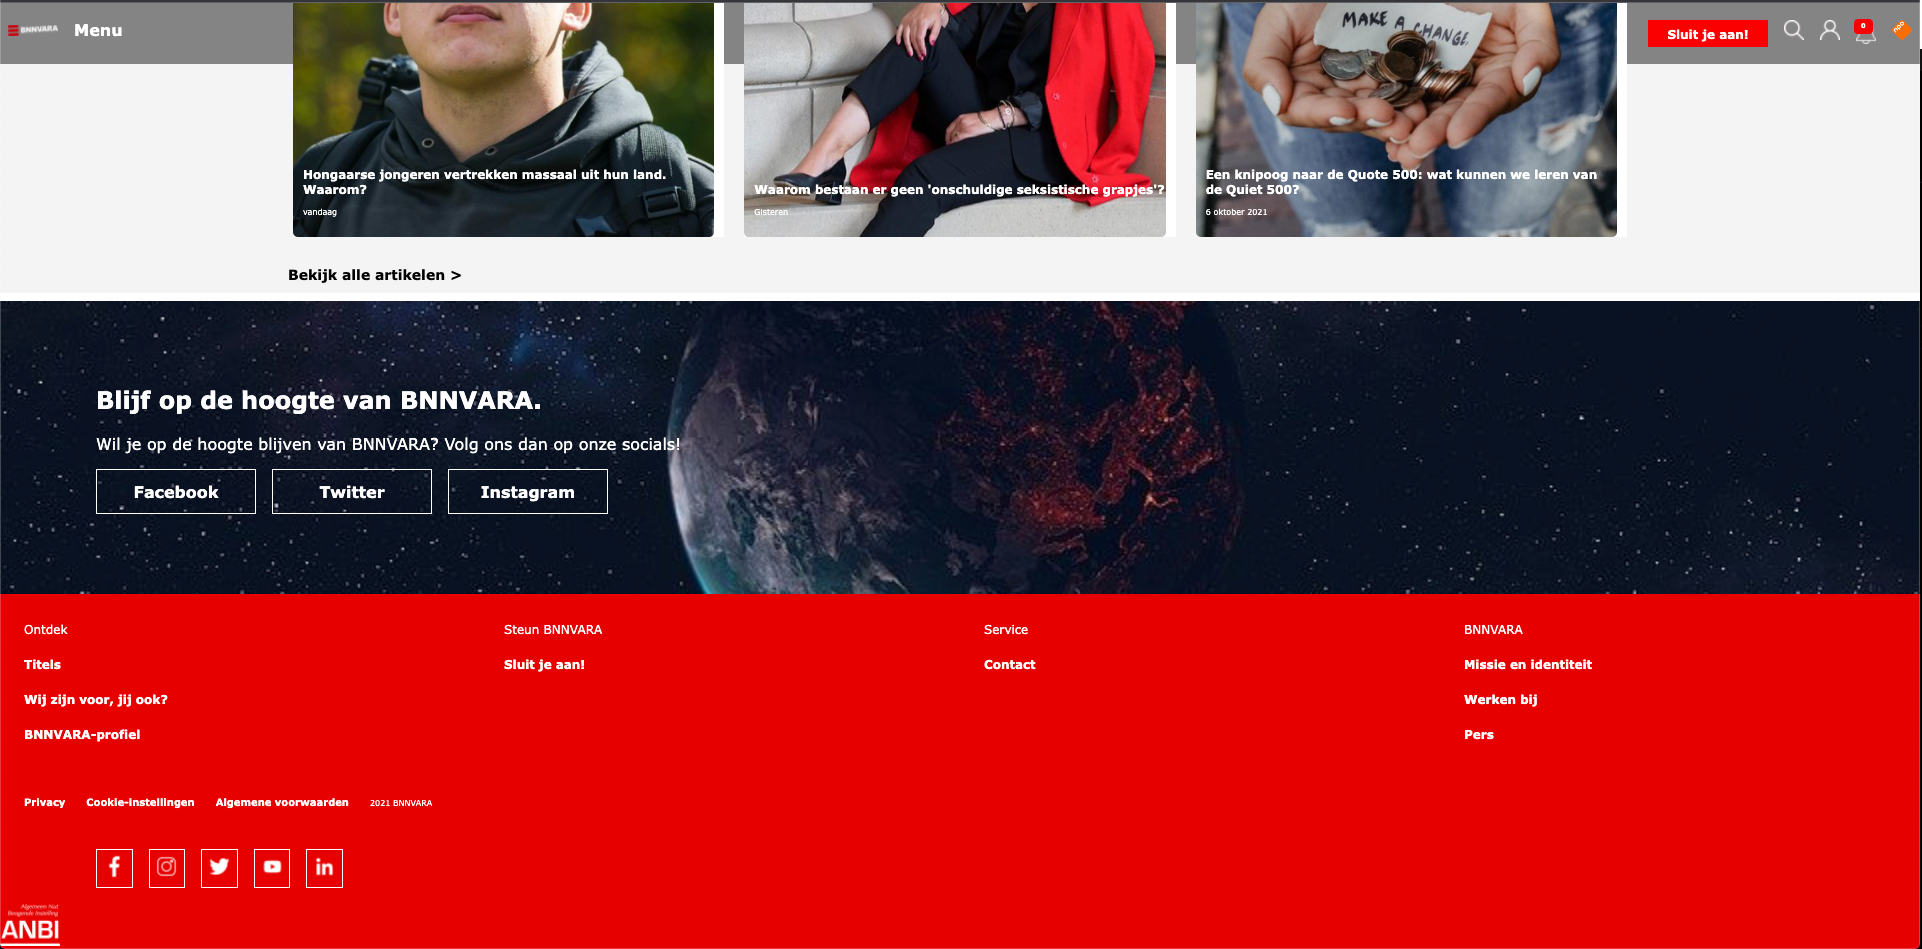 BNNVARA
Menu
Sluit je aan!
0
npo
MAKE A CHANGE
Hongaarse jongeren vertrekken massaal uit hun land.
Waarom?
vandaag
Waarom bestaan er geen 'onschuldige seksistische grapjes'?
Gisteren
Een knipoog naar de Quote 500: wat kunnen we leren van
de Quiet 500?
6 oktober 2021
Bekijk alle artikelen >
Blijf op de hoogte van BNNVARA.
Wil je op de hoogte blijven van BNNVARA? Volg ons dan op onze socials!
Facebook
Twitter
Instagram
Ontdek
Titels
Wij zijn voor, jij ook?
BNNVARA-profiel
Steun BNNVARA
Sluit je aan!
Service
Contact
BNNVARA
Missie en identiteit
Werken bij
Pers
Privacy
Cookie-instellingen
Algemene voorwaarden
2021 BNNVARA
Algemeen Nut
Beogende Instelling
ANBI